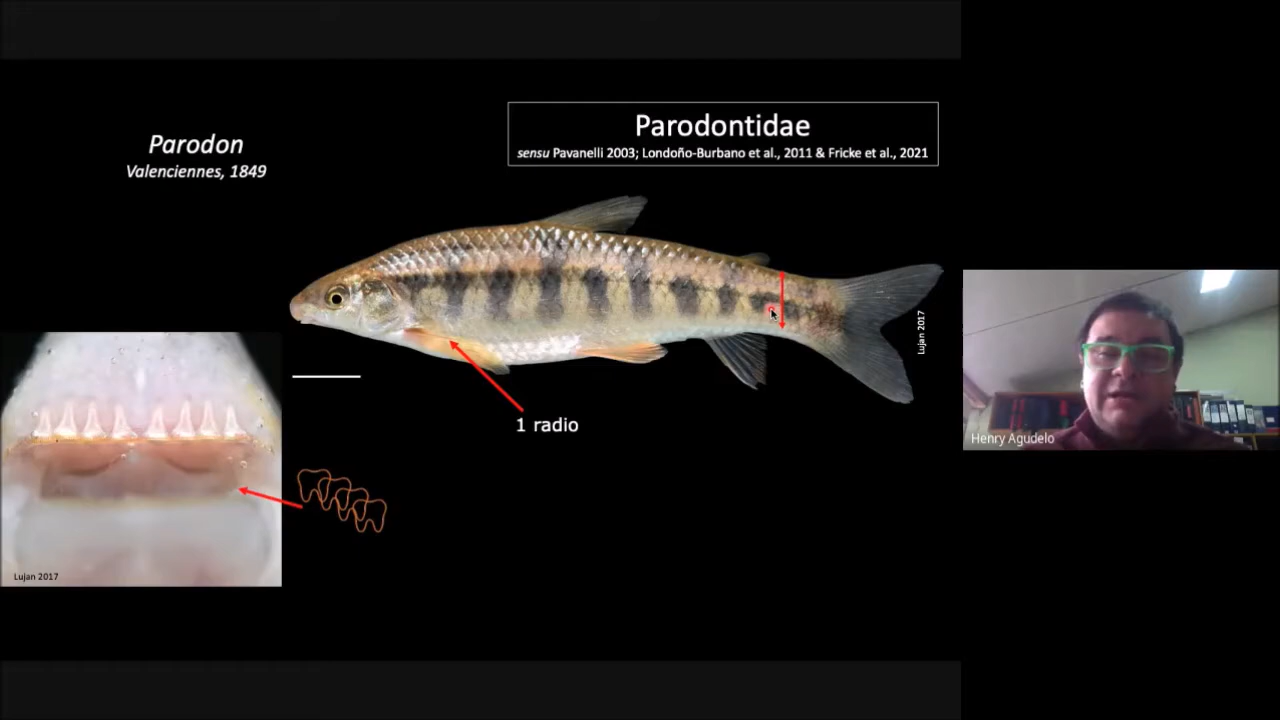 Parodon
Valenciennes, 1849
Parodontidae
sensu Pavanelli 2003; Londoño-Burbano et al., 2011 & Fricke et al., 2021
Lujan 2017
1 radio
Lujan 2017
Henry Agudelo